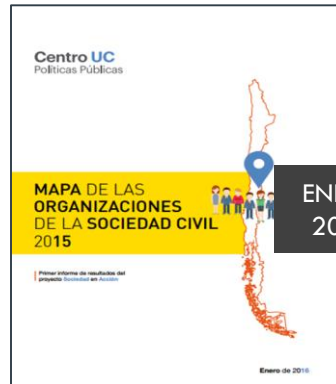 Centro UC
Políticas Públicas
MAPA DE LAS
ORGANIZACIONES
DE LA SOCIEDAD CIVIL
2015
Primer informe de resultados del
proyecto Sociedad en Acción
Enero de 2016